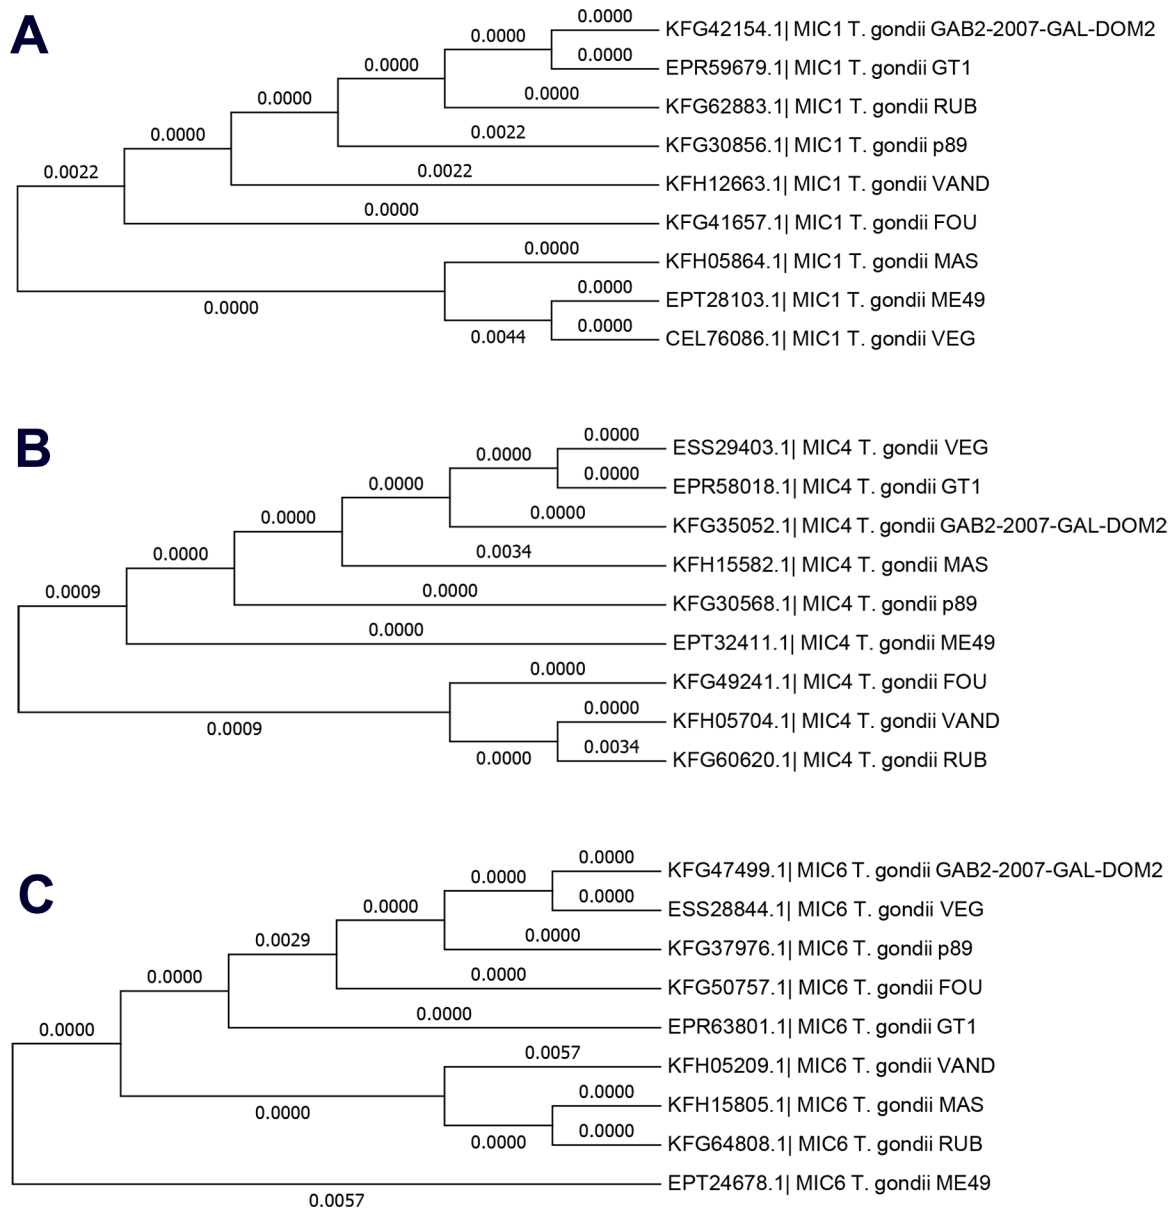 A
0.0000
KFG42154.1| MIC1 T. gondii GAB2-2007-GAL-DOM2
0.0000
0.0000
EPR59679.1| MIC1 T. gondii GT1
0.0000
0.0000
KFG62883.1| MIC1 T. gondii RUB
0.0000
0.0022
KFG30856.1| MIC1 T. gondii p89
0.0000
0.0022
KFH12663.1| MIC1 T. gondii VAND
0.0022
0.0000
KFG41657.1| MIC1 T. gondii FOU
0.0000
KFH05864.1| MIC1 T. gondii MAS
0.0000
0.0000
EPT28103.1| MIC1 T. gondii ME49
0.0044
0.0000
CEL76086.1| MIC1 T. gondii VEG
B
0.0000
ESS29403.1| MIC4 T. gondii VEG
0.0000
0.0000
EPR58018.1| MIC4 T. gondii GT1
0.0000
0.0000
KFG35052.1| MIC4 T. gondii GAB2-2007-GAL-DOM2
0.0000
0.0034
KFH15582.1| MIC4 T. gondii MAS
0.0000
0.0000
KFG30568.1| MIC4 T. gondii p89
0.0009
0.0000
EPT32411.1| MIC4 T. gondii ME49
0.0000
KFG49241.1| MIC4 T. gondii FOU
0.0009
0.0000
KFH05704.1| MIC4 T. gondii VAND
0.0000
0.0034
KFG60620.1| MIC4 T. gondii RUB
C
0.0000
KFG47499.1| MIC6 T. gondii GAB2-2007-GAL-DOM2
0.0000
0.0000
ESS28844.1| MIC6 T. gondii VEG
0.0000
0.0000
KFG37976.1| MIC6 T. gondii p89
0.0029
0.0000
KFG50757.1| MIC6 T. gondii FOU
0.0000
0.0000
EPR63801.1| MIC6 T. gondii GT1
0.0000
0.0057
KFH05209.1| MIC6 T. gondii VAND
0.0000
0.0000
KFH15805.1| MIC6 T. gondii MAS
0.0000
0.0000
KFG64808.1| MIC6 T. gondii RUB
EPT24678.1| MIC6 T. gondii ME49
0.0057